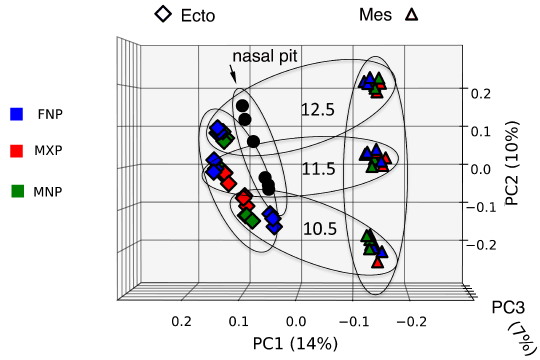 Ecto Mes
nasal pit
12.5
11.5
10.5
FNP
MXP
MNP
0.2
0.1
0.0
−0.1
−0.2
PC2 (10%)
PC3
(7%)
0.2 0.1 0.0 −0.1 −0.2
PC1 (14%)